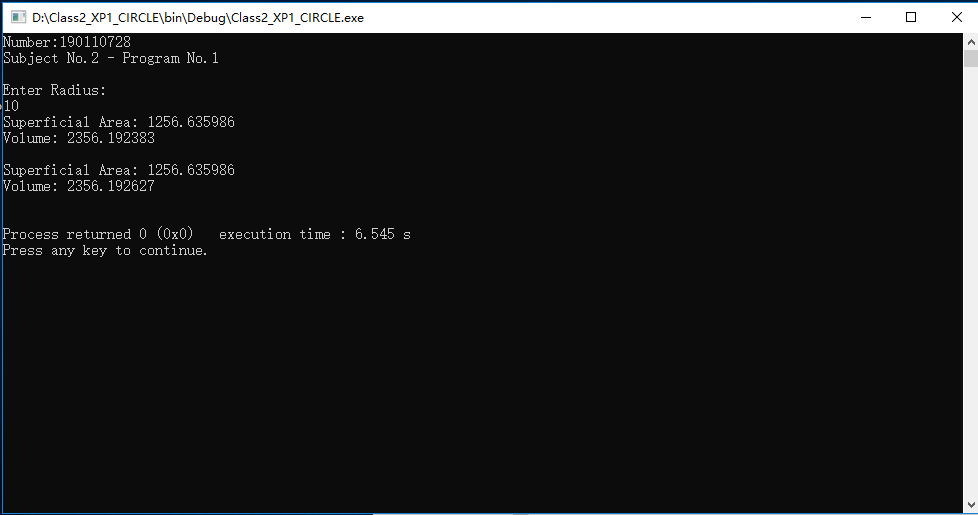 D:\Class2_XP1_CIRCLE\bin\Debug\Class2_XP1_CIRCLE.exe
Number:190110728
Subject No.2 - Program No.1
Enter Radius:
10
Superficial Area: 1256.635986
Volume: 2356.192383
Superficial Area: 1256.635986
Volume: 2356.192627
Process returned 0 (0x0)   execution time : 6.545 s
Press any key to continue.